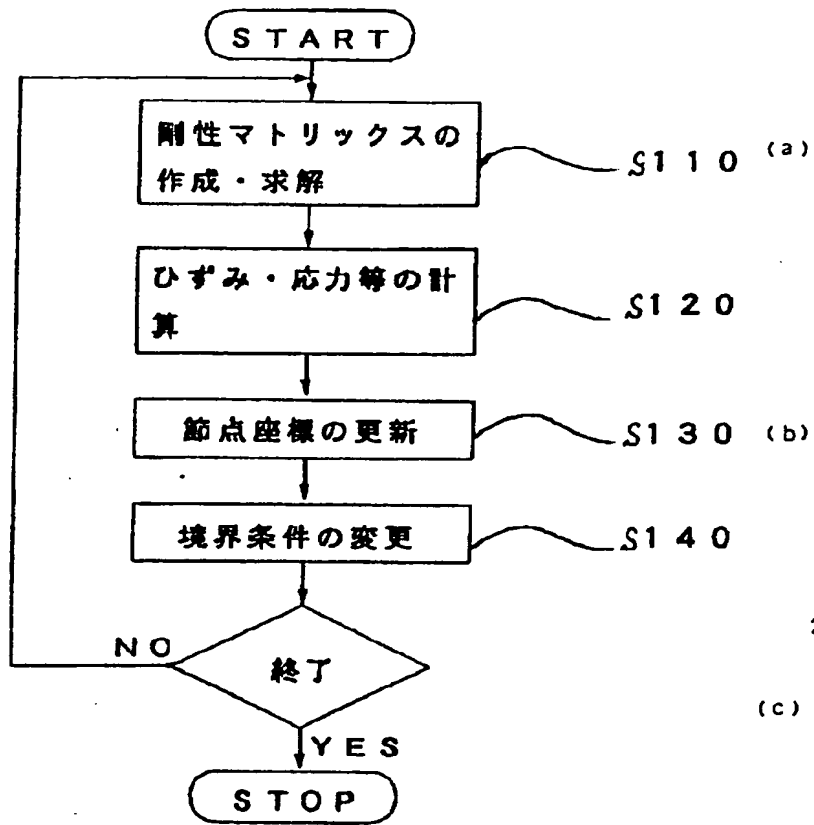 START
剛性マトリックスの
作成・求解
S110 (a)
ひずみ・応力等の計
算
S120
節点座標の更新
S130 (b)
境界条件の変更
S140
NO
終了
(c)
YES
STOP